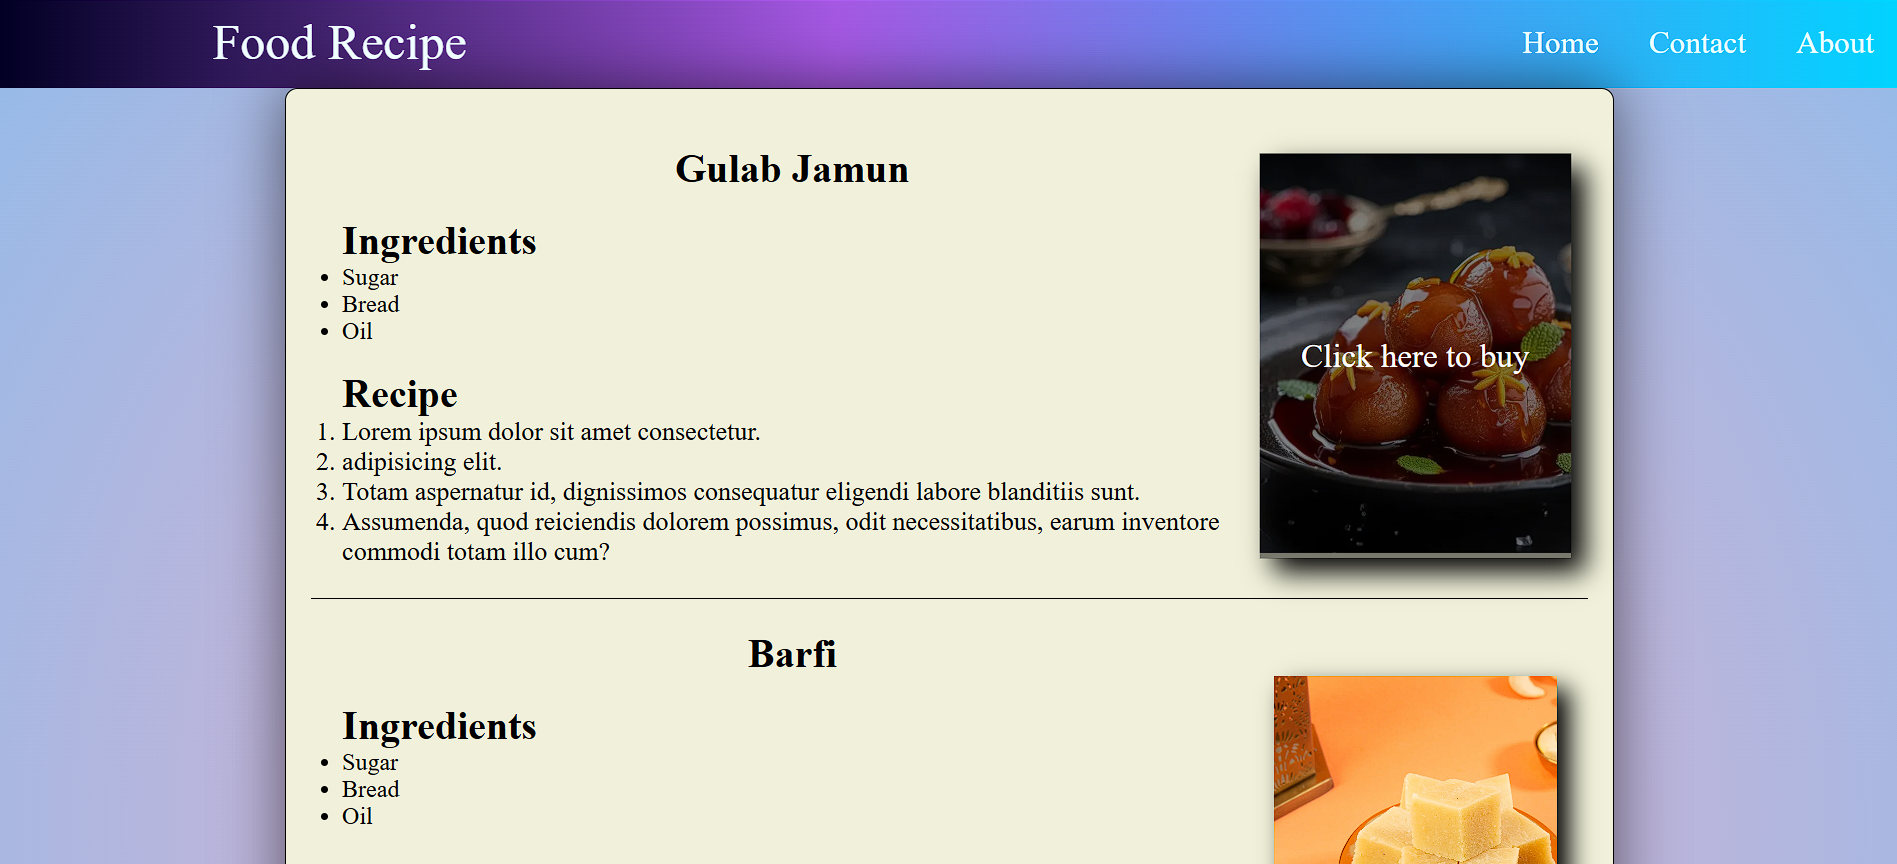 Food Recipe
Home Contact About
Gulab Jamun
Ingredients
• Sugar
• Bread
• Oil
Recipe
1. Lorem ipsum dolor sit amet consectetur.
2. adipisicing elit.
3. Totam aspernatur id, dignissimos consequatur eligendi labore blanditiis sunt.
4. Assumenda, quod reiciendis dolorem possimus, odit necessitatibus, earum inventore
commodi totam illo cum?
Click here to buy
Barfi
Ingredients
• Sugar
• Bread
• Oil